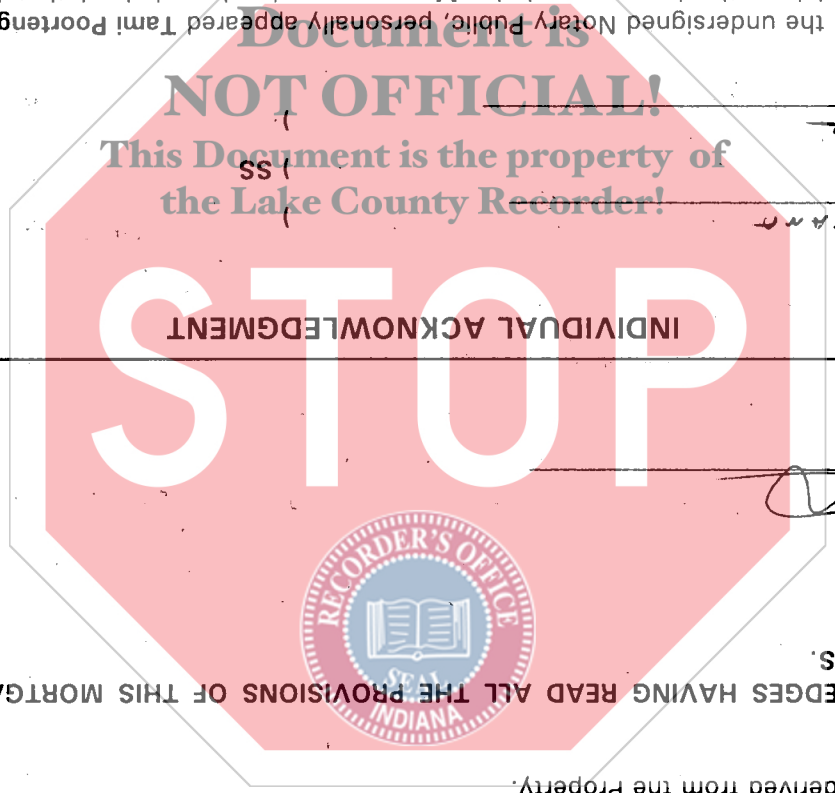 Document is
NOT OFFICIAL!
This Document is the property of
the Lake County Recorder!
STOP
RECORDER'S OFFICE
SEAL
INDIANA
derived from the Property.
EDGES HAVING READ ALL THE PROVISIONS OF THIS MORTGA
S.
INDIVIDUAL ACKNOWLEDGMENT
)
) SS
)
the undersigned Notary Public, personally appeared Tami Poorteng